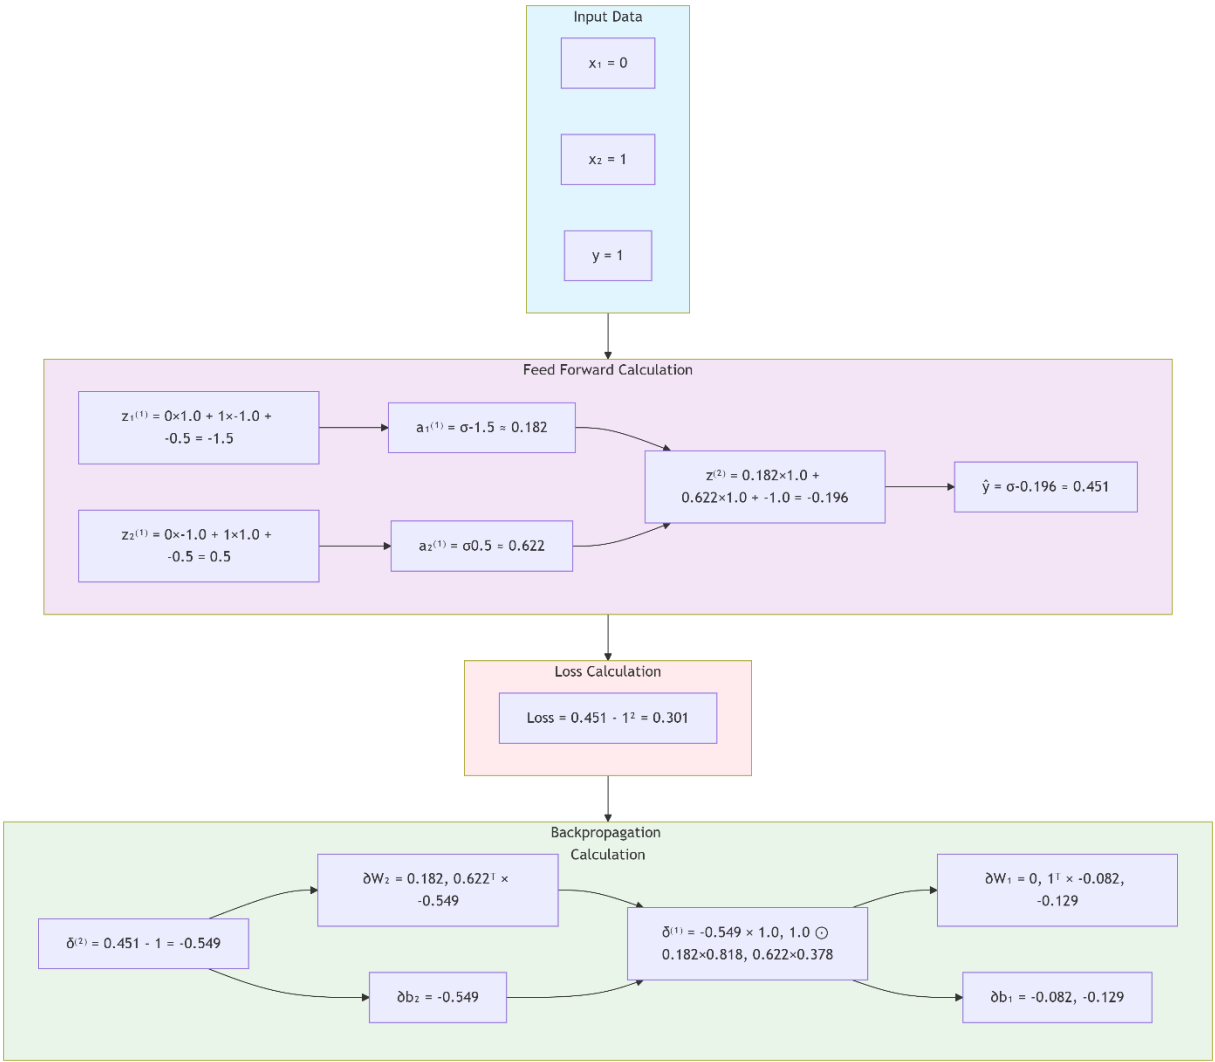 Input Data
x₁ = 0
x₂ = 1
y = 1
Feed Forward Calculation
z₁⁽¹⁾ = 0×1.0 + 1×-1.0 +
-0.5 = -1.5
a₁⁽¹⁾ = σ-1.5 ≈ 0.182
z₂⁽¹⁾ = 0×-1.0 + 1×1.0 +
-0.5 = 0.5
a₂⁽¹⁾ = σ0.5 ≈ 0.622
z⁽²⁾ = 0.182×1.0 +
0.622×1.0 + -1.0 = -0.196
ŷ = σ-0.196 ≈ 0.451
Loss Calculation
Loss = 0.451 - 1² = 0.301
Backpropagation
Calculation
δ⁽²⁾ = 0.451 - 1 = -0.549
∂W₂ = 0.182, 0.622ᵀ ×
-0.549
∂b₂ = -0.549
δ⁽¹⁾ = -0.549 × 1.0, 1.0 ⊙
0.182×0.818, 0.622×0.378
∂W₁ = 0, 1ᵀ × -0.082,
-0.129
∂b₁ = -0.082, -0.129